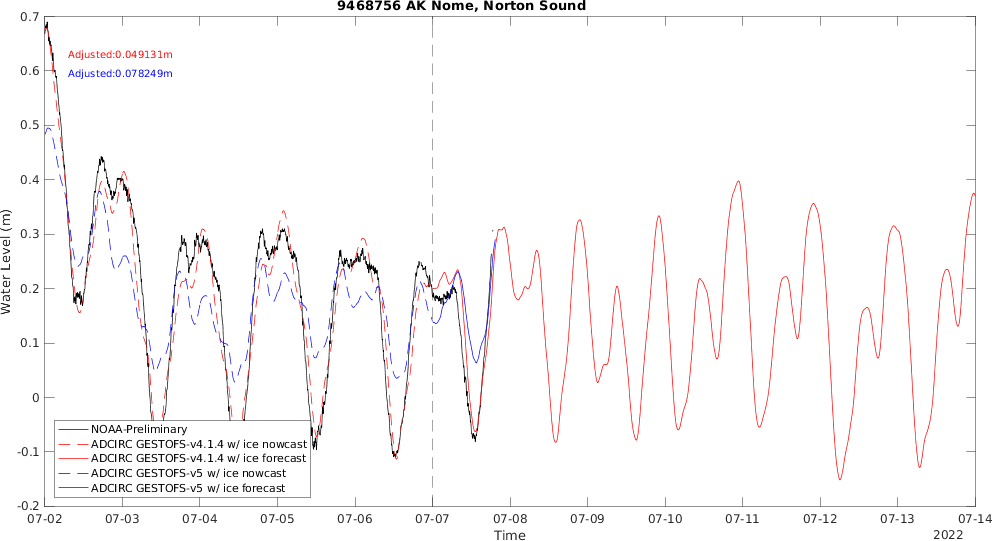 9468756 AK Nome, Norton Sound
0.7
0.6
0.5
0.4
0.3
0.2
0.1
0
-0.1
-0.2
Water Level (m)
Adjusted:0.049131m
Adjusted:0.078249m
NOAA-Preliminary
ADCIRC GESTOFS-v4.1.4 w/ ice nowcast
ADCIRC GESTOFS-v4.1.4 w/ ice forecast
ADCIRC GESTOFS-v5 w/ ice nowcast
ADCIRC GESTOFS-v5 w/ ice forecast
07-02 07-03 07-04 07-05 07-06 07-07 07-08 07-09 07-10 07-11 07-12 07-13 07-14
Time
2022